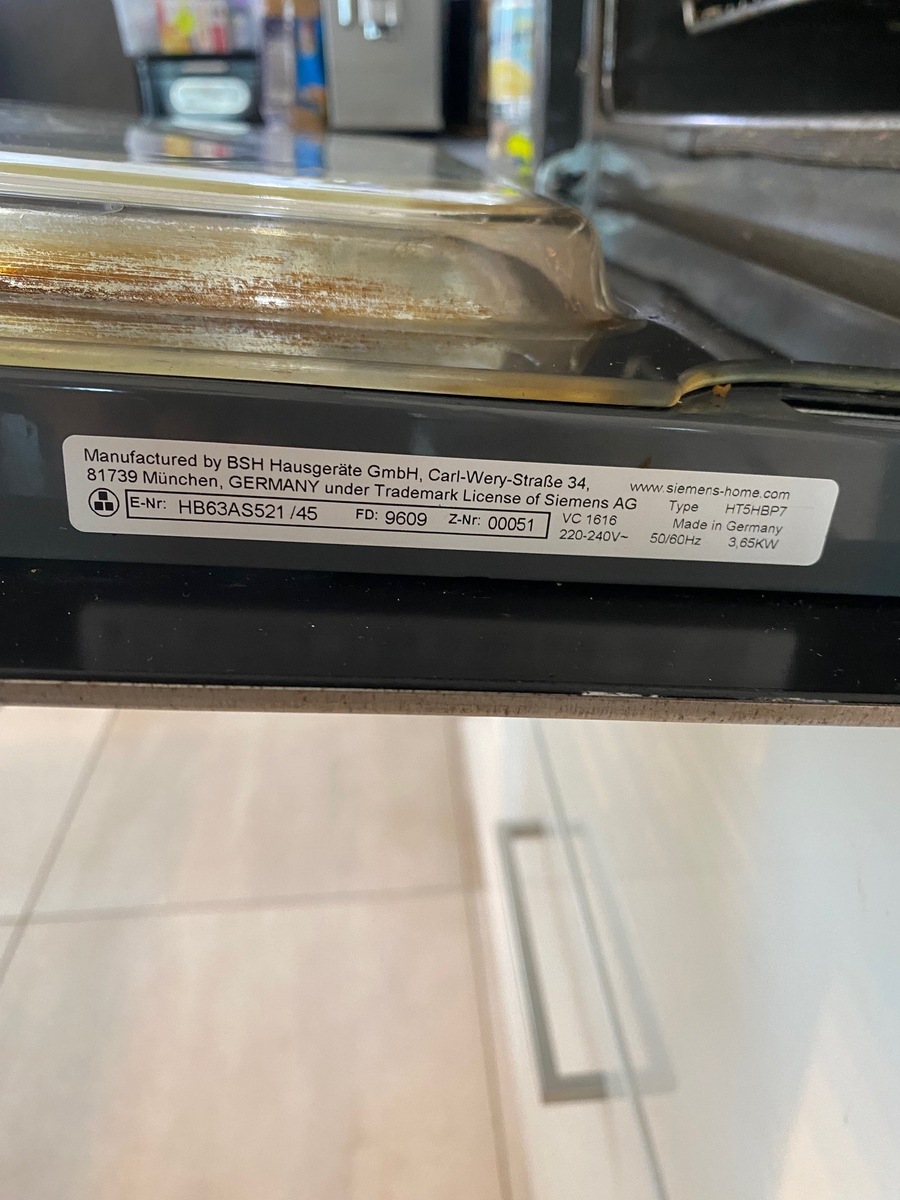 Manufactured by BSH Hausgeräte GmbH, Carl-Wery-Straße 34,
81739 München, GERMANY under Trademark License of Siemens AG
www.siemens-home.com
E-Nr: HB63AS521 /45 FD: 9609 Z-Nr: 00051
VC 1616
220-240V~
Type HT5HBP7
Made in Germany
50/60Hz 3,65KW